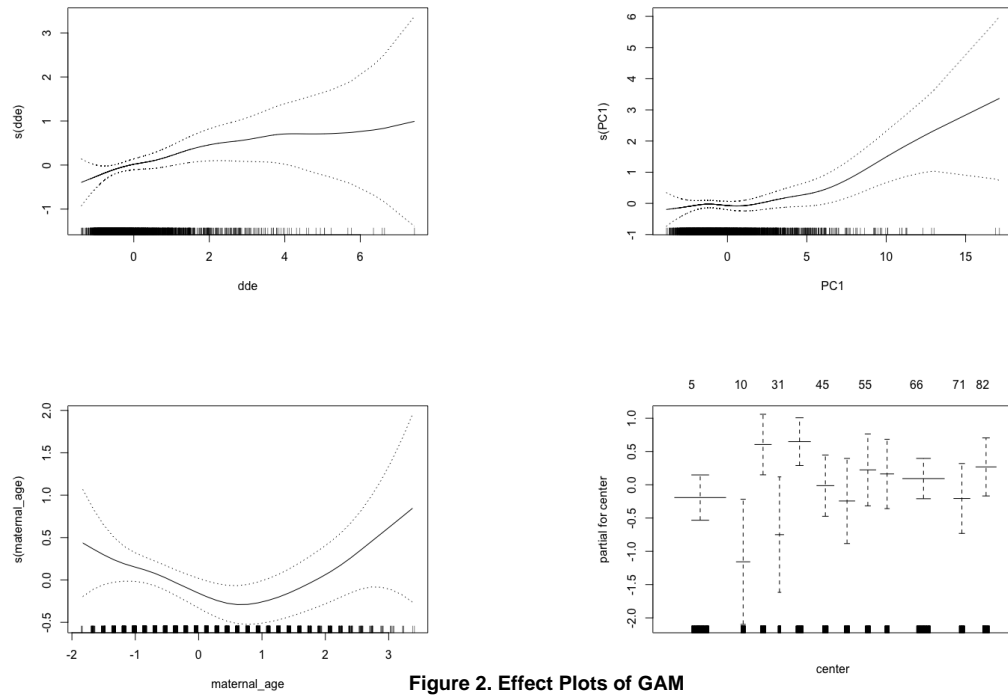 s(dde)
3
2
1
0
-1
0 2 4 6
dde
s(PC1)
6
5
4
3
2
1
0
-1
0 5 10 15
PC1
s(maternal_age)
2.0
1.5
1.0
0.5
0.0
-0.5
-2 -1 0 1 2 3
maternal_age
5 10 31 45 55 66 71 82
partial for center
1.0
0.5
0.0
-0.5
-1.0
-1.5
-2.0
center
Figure 2. Effect Plots of GAM